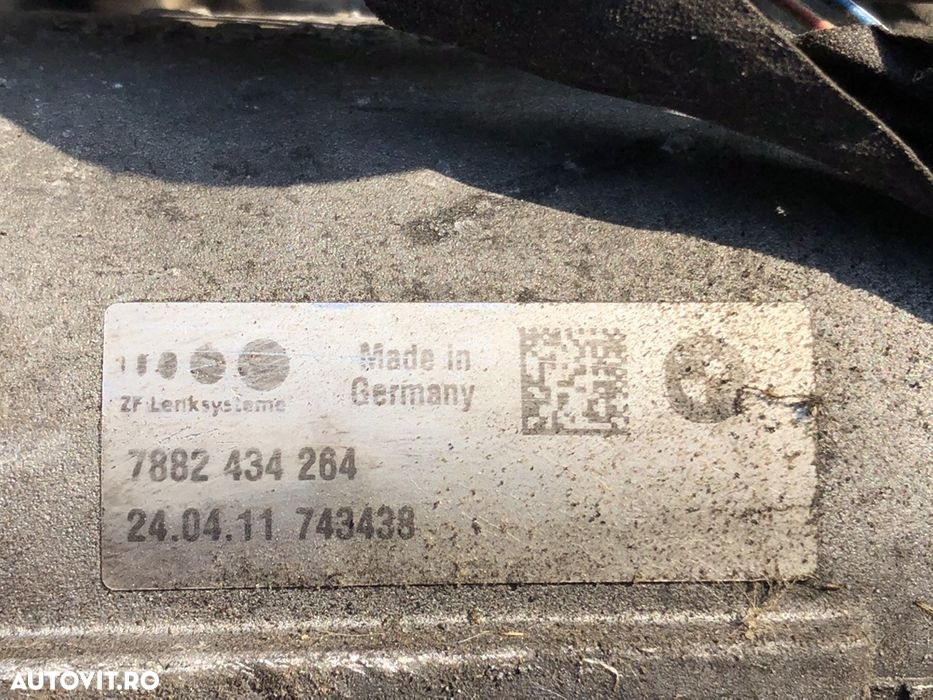 Made in
Germany
ZF Lenksysteme
7882 434 264
24.04.11 743438
AUTOVIT.RO